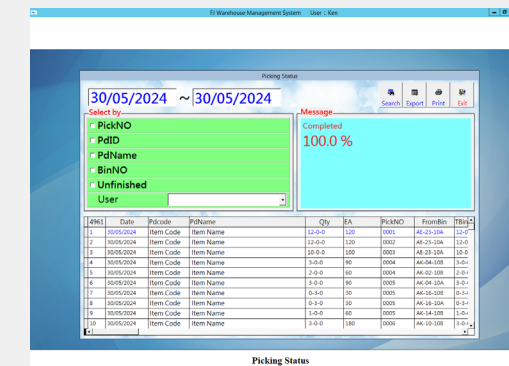 FJ Warehouse Management System User : Ken
Picking Status
30/05/2024 ~ 30/05/2024
Search Export Print Exit
Select by
Message
PickNO
PdID
PdName
BinNO
Unfinished
User
Completed
100.0 %
4961 Date Pdcode PdName Qty EA PickNO FromBin TBin
1 30/05/2024 Item Code Item Name 12-0-0 120 0001 AE-23-10A 12-0
2 30/05/2024 Item Code Item Name 12-0-0 120 0002 AE-23-10A 12-0
3 30/05/2024 Item Code Item Name 10-0-0 100 0003 AE-23-10A 10-0
4 30/05/2024 Item Code Item Name 3-0-0 90 0004 AK-04-10B 3-0-
5 30/05/2024 Item Code Item Name 2-0-0 60 0004 AK-02-10B 2-0-
6 30/05/2024 Item Code Item Name 3-0-0 90 0005 AK-04-10A 3-0-
7 30/05/2024 Item Code Item Name 0-3-0 30 0005 AK-16-10B 0-3-
8 30/05/2024 Item Code Item Name 0-3-0 30 0005 AK-16-10A 0-3-
9 30/05/2024 Item Code Item Name 1-0-0 60 0005 AK-14-10B 1-0-
10 30/05/2024 Item Code Item Name 3-0-0 180 0006 AK-10-10B 3-0-
Picking Status